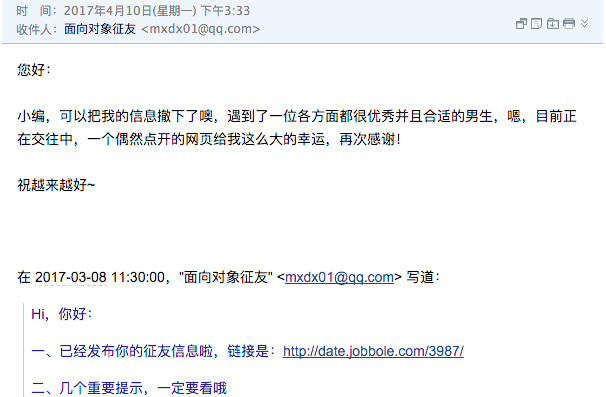 时　间：2017年4月10日(星期一) 下午3:33
收件人：面向对象征友 <mxdx01@qq.com>
您好：
小编，可以把我的信息撤下了噢，遇到了一位各方面都很优秀并且合适的男生，嗯，目前正
在交往中，一个偶然点开的网页给我这么大的幸运，再次感谢！
祝越来越好~
在 2017-03-08 11:30:00，"面向对象征友" <mxdx01@qq.com> 写道：
Hi，你好：
一、已经发布你的征友信息啦，链接是：http://date.jobbole.com/3987/
二、几个重要提示，一定要看哦